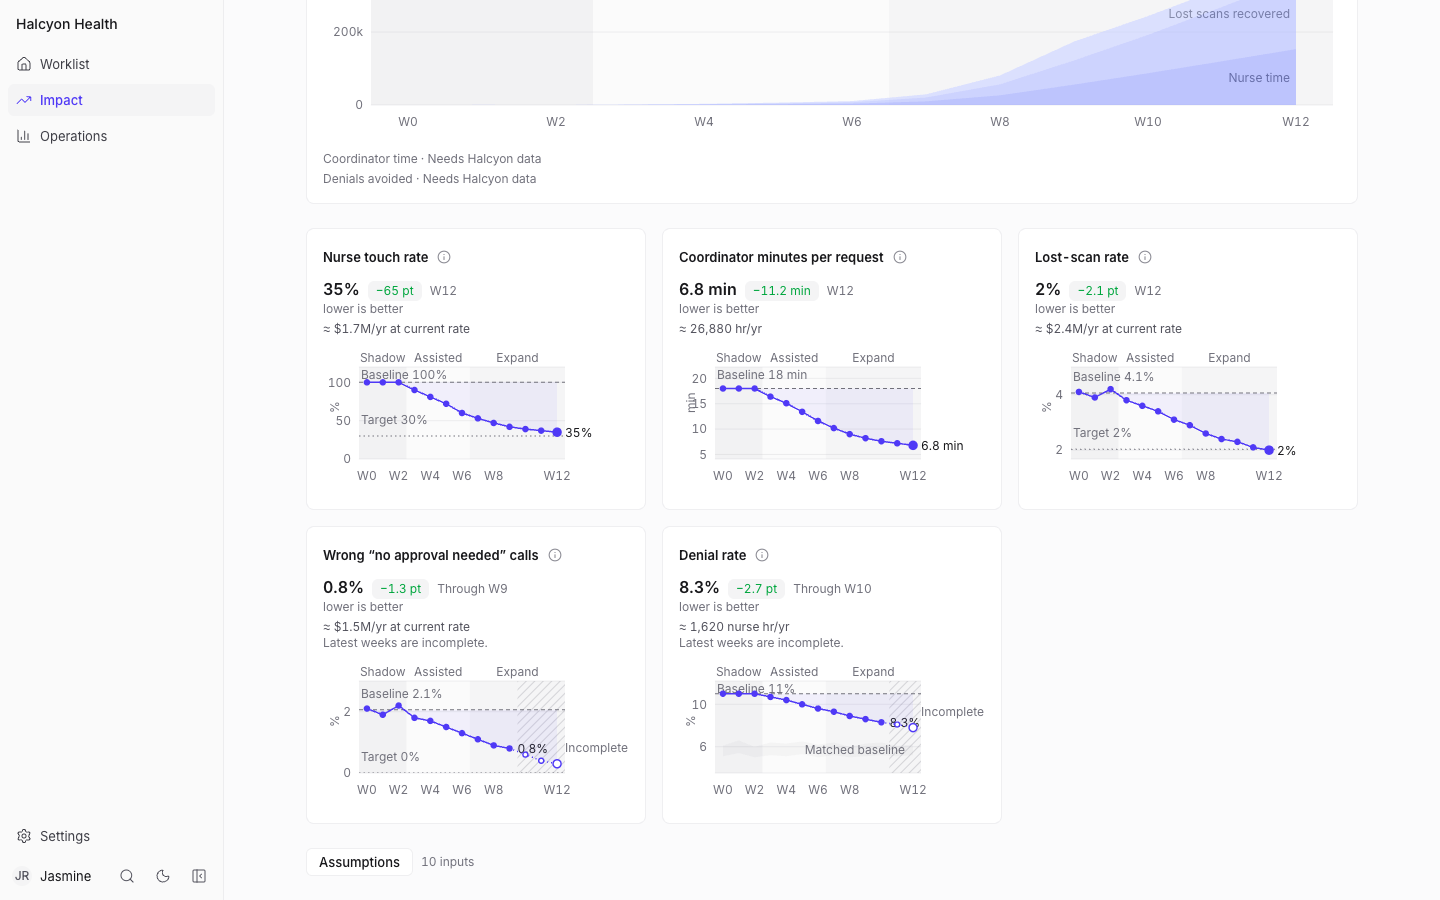 Halcyon Health
Worklist
Impact
Operations
Settings
JR Jasmine
Lost scans recovered
200k
Nurse time
0
W0 W2 W4 W6 W8 W10 W12
Coordinator time · Needs Halcyon data
Denials avoided · Needs Halcyon data
Nurse touch rate
35% −65 pt W12
lower is better
≈ $1.7M/yr at current rate
Shadow Assisted Expand
Baseline 100%
100
%
Target 30%
50
35%
0
W0 W2 W4 W6 W8 W12
Coordinator minutes per request
6.8 min −11.2 min W12
lower is better
≈ 26,880 hr/yr
Shadow Assisted Expand
Baseline 18 min
20
min
15
10
6.8 min
5
W0 W2 W4 W6 W8 W12
Lost-scan rate
2% −2.1 pt W12
lower is better
≈ $2.4M/yr at current rate
Shadow Assisted Expand
Baseline 4.1%
4
%
Target 2%
2
2%
W0 W2 W4 W6 W8 W12
Wrong “no approval needed” calls
0.8% −1.3 pt Through W9
lower is better
≈ $1.5M/yr at current rate
Latest weeks are incomplete.
Shadow Assisted Expand
Baseline 2.1%
2
%
0.8% Incomplete
Target 0%
0
W0 W2 W4 W6 W8 W12
Denial rate
8.3% −2.7 pt Through W10
lower is better
≈ 1,620 nurse hr/yr
Latest weeks are incomplete.
Shadow Assisted Expand
Baseline 11%
10
%
8.3% Incomplete
6
Matched baseline
W0 W2 W4 W6 W8 W12
Assumptions 10 inputs